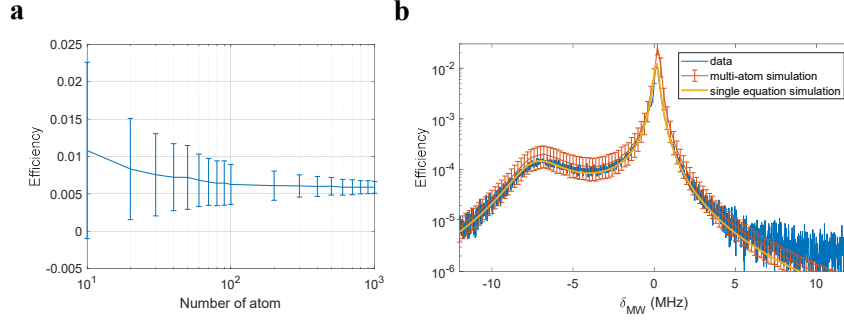 a
0.025
0.02
0.015
0.01
0.005
0
-0.005
Efficiency
10^1
10^2
10^3
Number of atom
b
10^-2
10^-3
10^-4
10^-5
10^-6
Efficiency
data
multi-atom simulation
single equation simulation
-10
-5
0
5
10
δ_MW (MHz)